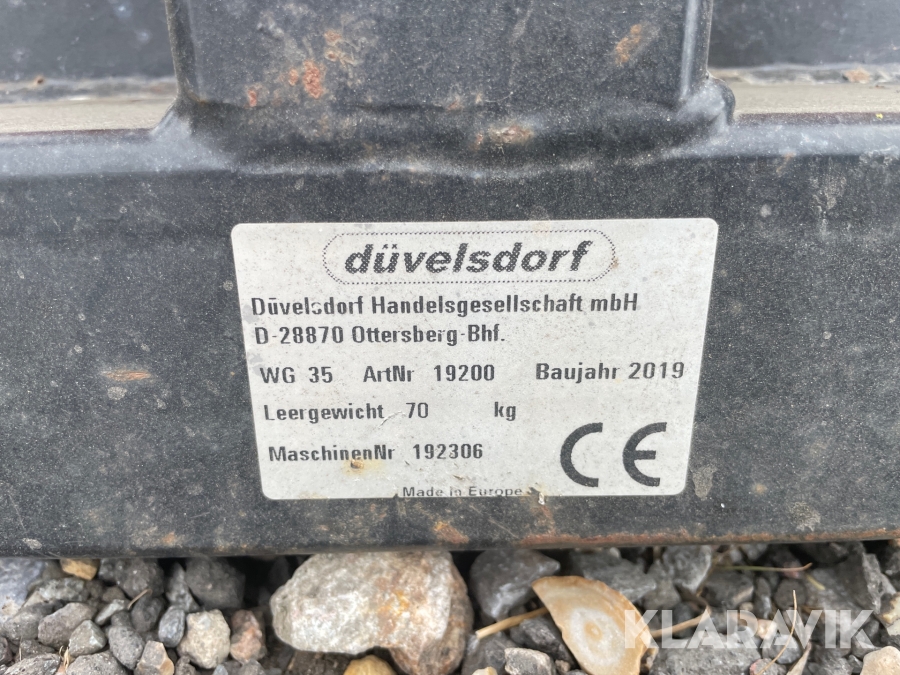 düvelsdorf
Düvelsdorf Handelsgesellschaft mbH
D-28870 Ottersberg-Bhf.
WG 35 ArtNr 19200 Baujahr 2019
Leergewicht 70 kg
MaschinenNr 192306
CE
Made in Europe
KLARAVIK